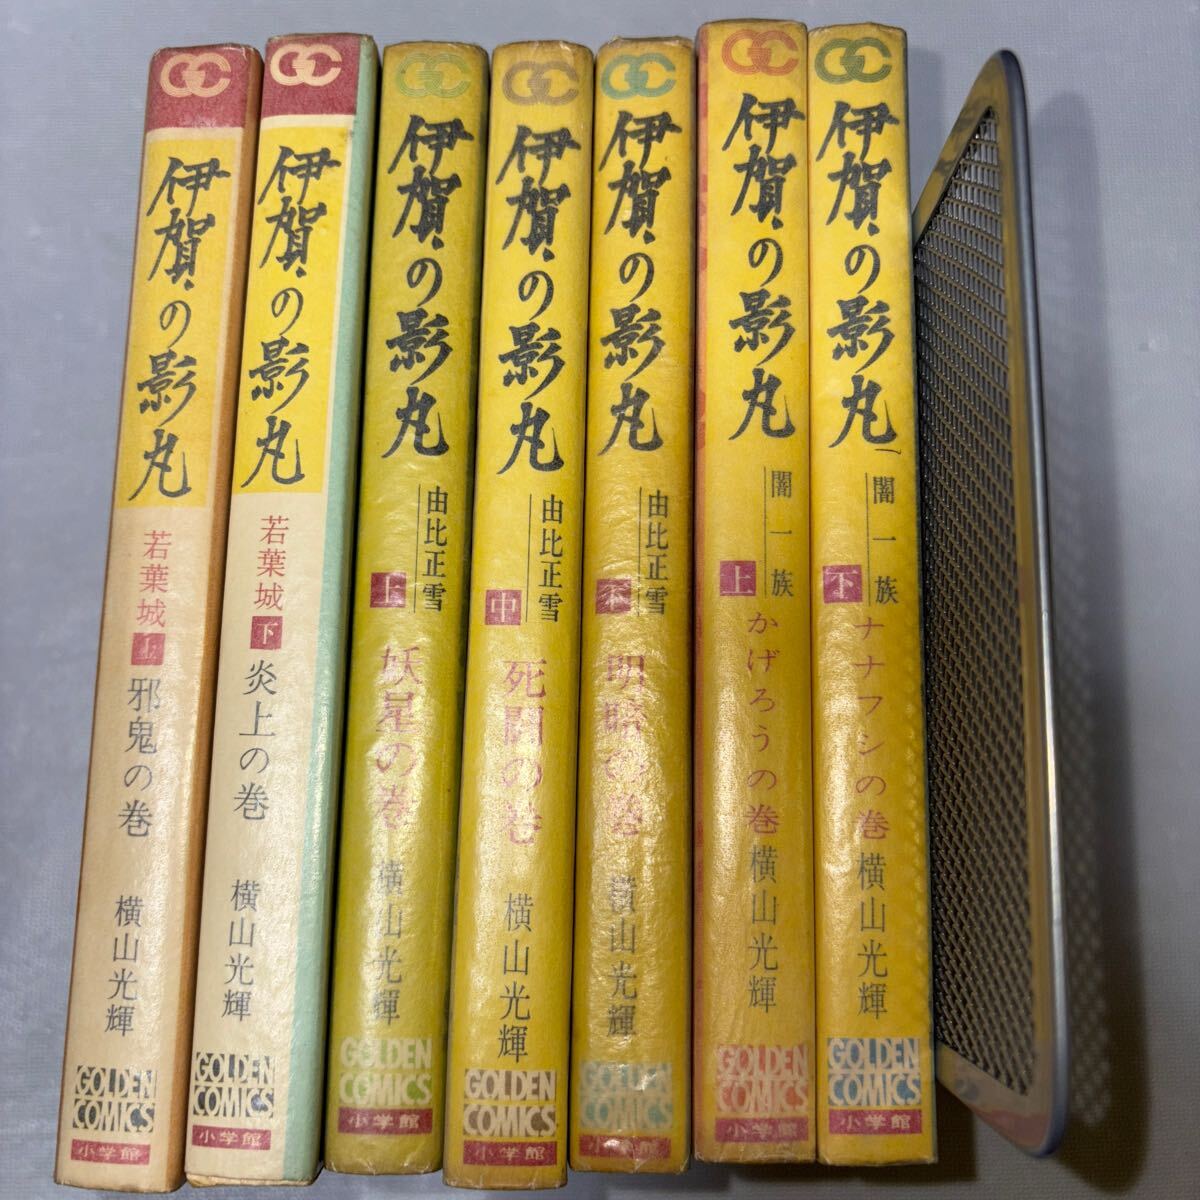 GC
伊賀の影丸
若葉城 上
邪鬼の巻
横山光輝
GOLDEN
COMICS
小学館
GC
伊賀の影丸
若葉城 下
炎上の巻
横山光輝
GOLDEN
COMICS
小学館
GC
伊賀の影丸
由比正雪
上
妖星の巻
横山光輝
GOLDEN
COMICS
小学館
GC
伊賀の影丸
由比正雪
中
死闘の巻
横山光輝
GOLDEN
COMICS
小学館
GC
伊賀の影丸
由比正雪
下
明暗の巻
横山光輝
GOLDEN
COMICS
小学館
GC
伊賀の影丸
闇一族
上
かげろうの巻
横山光輝
GOLDEN
COMICS
小学館
GC
伊賀の影丸
闇一族
下
ナナフシの巻
横山光輝
GOLDEN
COMICS
小学館